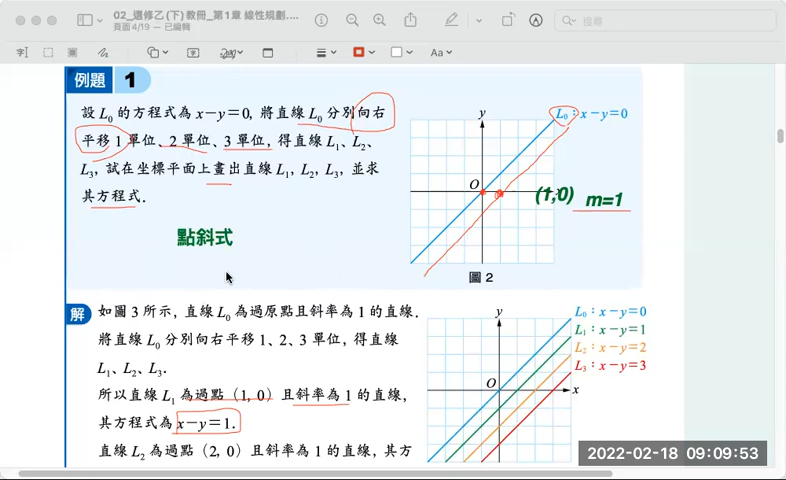 02_選修乙(下)教冊_第1章 線性規劃....
頁面 4/19 — 已編輯
搜尋
Aa
例題 1
設 L₀ 的方程式為 x−y=0, 將直線 L₀ 分別向右
平移 1 單位、2 單位、3 單位, 得直線 L₁、L₂、
L₃, 試在坐標平面上畫出直線 L₁, L₂, L₃, 並求
其方程式.
點斜式
y
L₀：x−y=0
O
(1,0) m=1
圖 2
解 如圖 3 所示, 直線 L₀ 為過原點且斜率為 1 的直線.
將直線 L₀ 分別向右平移 1、2、3 單位, 得直線
L₁、L₂、L₃.
所以直線 L₁ 為過點 (1, 0) 且斜率為 1 的直線,
其方程式為 x−y=1.
直線 L₂ 為過點 (2, 0) 且斜率為 1 的直線, 其方
y
L₀：x−y=0
L₁：x−y=1
L₂：x−y=2
L₃：x−y=3
O
x
2022-02-18 09:09:53